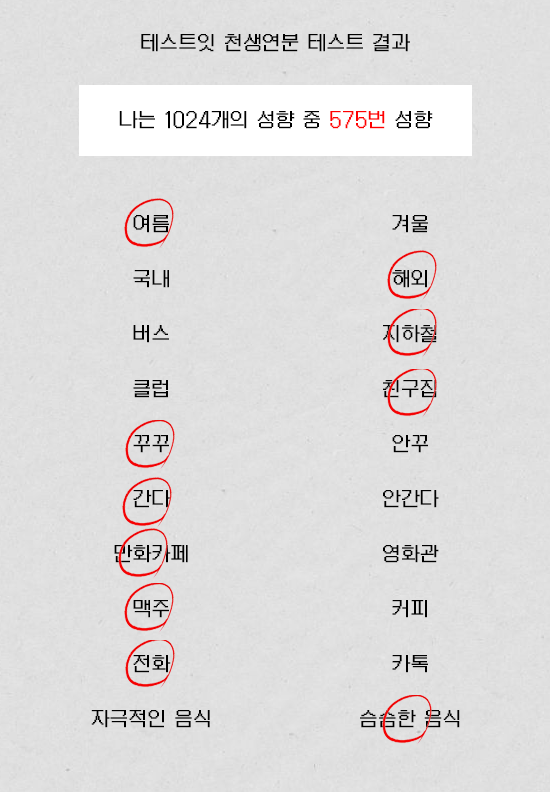 테스트잇 천생연분 테스트 결과
나는 1024개의 성향 중 575번 성향
여름 겨울
국내 해외
버스 지하철
클럽 친구집
꾸꾸 안꾸
간다 안간다
만화카페 영화관
맥주 커피
전화 카톡
자극적인 음식 슴슴한 음식